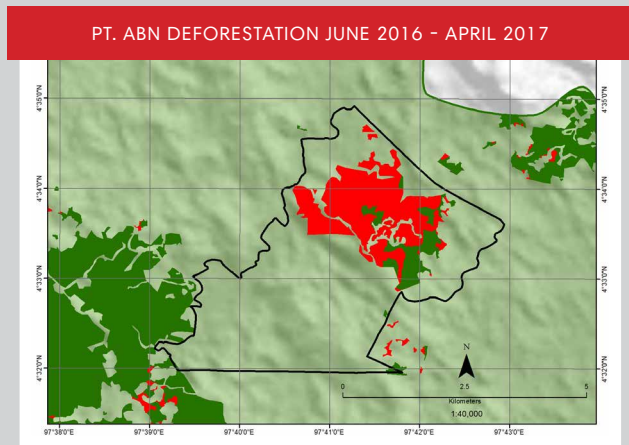 PT. ABN DEFORESTATION JUNE 2016 - APRIL 2017
4°35'0"N
4°35'0"N
4°34'0"N
4°34'0"N
4°33'0"N
4°33'0"N
4°32'0"N
4°32'0"N
N
0
2.5
5
Kilometers
1:40,000
97°38'0"E
97°39'0"E
97°40'0"E
97°41'0"E
97°42'0"E
97°43'0"E